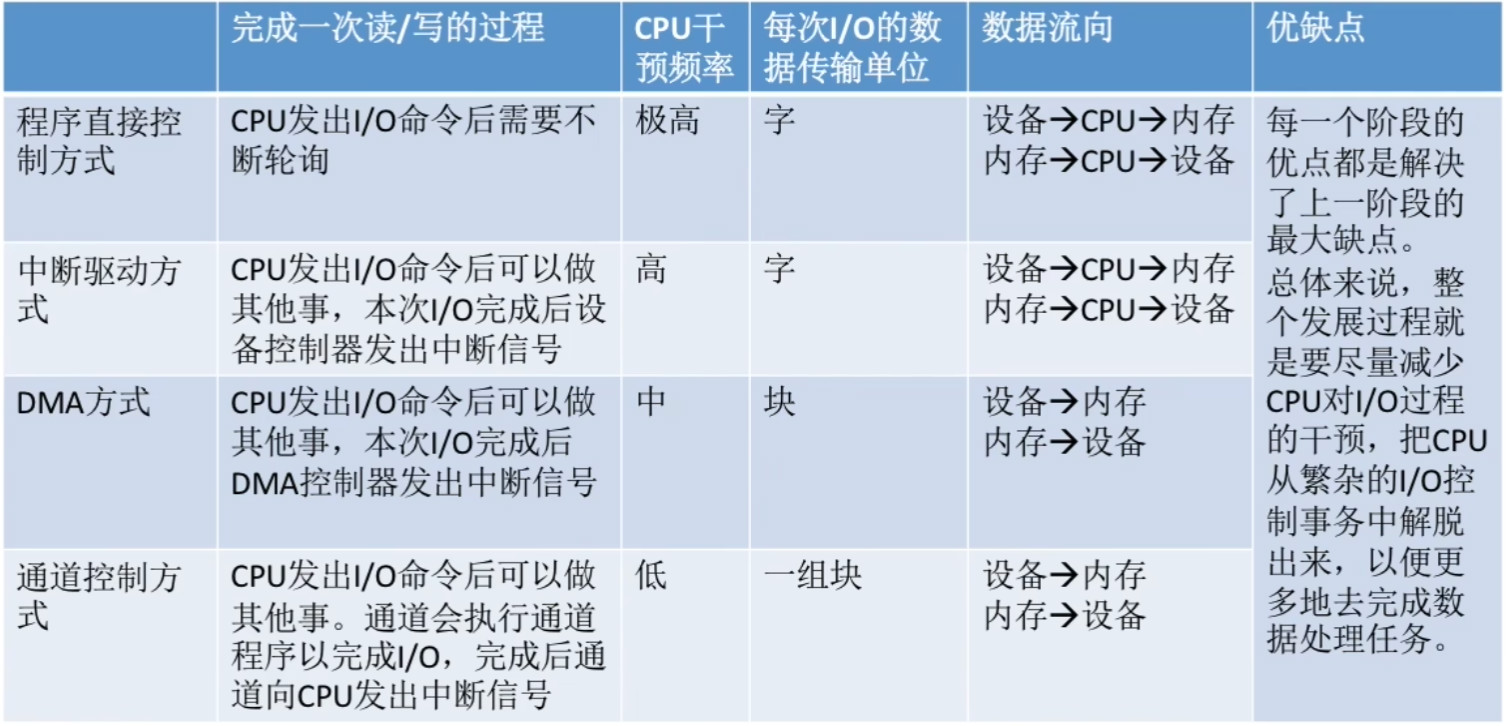 完成一次读/写的过程
CPU干
预频率
每次I/O的数
据传输单位
数据流向
优缺点
程序直接控
制方式
CPU发出I/O命令后需要不
断轮询
极高
字
设备→CPU→内存
内存→CPU→设备
每一个阶段的
优点都是解决
了上一阶段的
最大缺点。
总体来说，整
个发展过程就
是要尽量减少
CPU对I/O过程
的干预，把CPU
从繁杂的I/O控
制事务中解脱
出来，以便更
多地去完成数
据处理任务。
中断驱动方
式
CPU发出I/O命令后可以做
其他事，本次I/O完成后设
备控制器发出中断信号
高
字
设备→CPU→内存
内存→CPU→设备
DMA方式
CPU发出I/O命令后可以做
其他事，本次I/O完成后
DMA控制器发出中断信号
中
块
设备→内存
内存→设备
通道控制方
式
CPU发出I/O命令后可以做
其他事。通道会执行通道
程序以完成I/O，完成后通
道向CPU发出中断信号
低
一组块
设备→内存
内存→设备